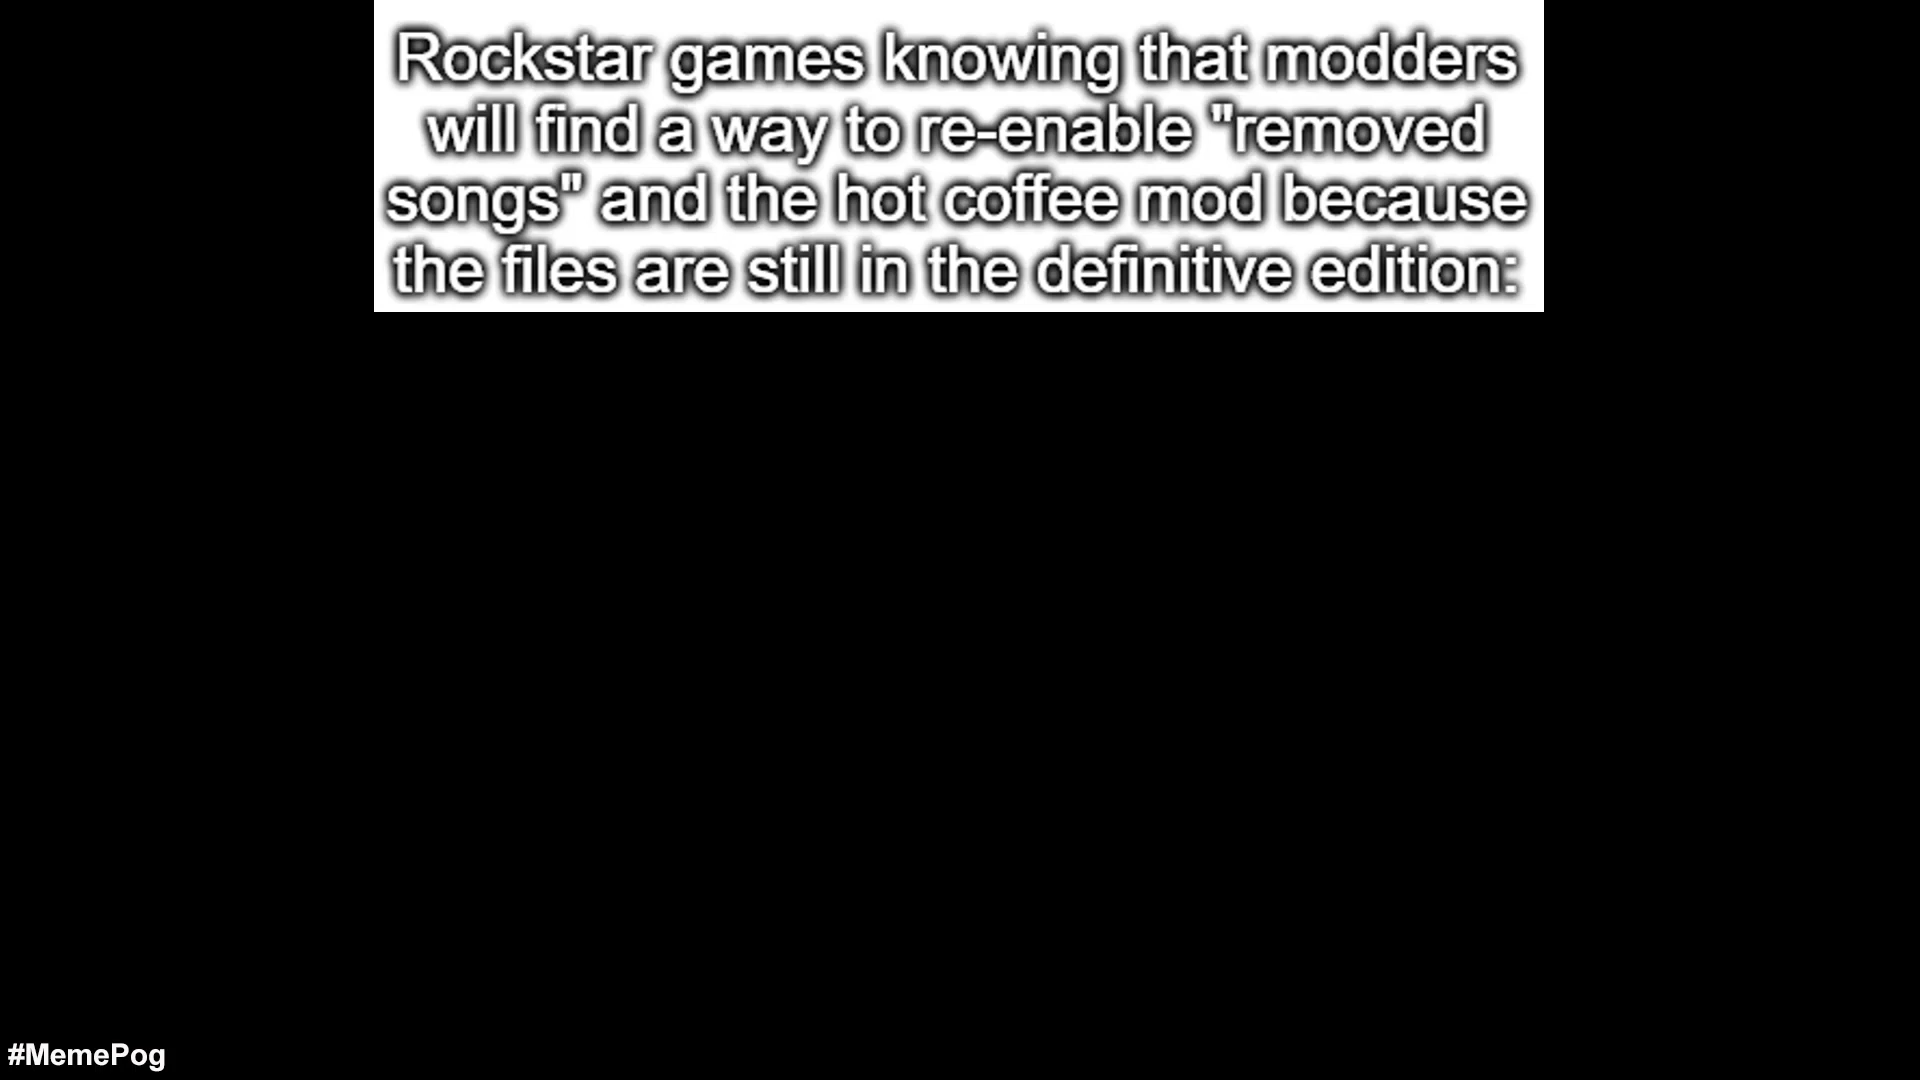 Rockstar games knowing that modders
will find a way to re-enable "removed
songs" and the hot coffee mod because
the files are still in the definitive edition:
#MemePog